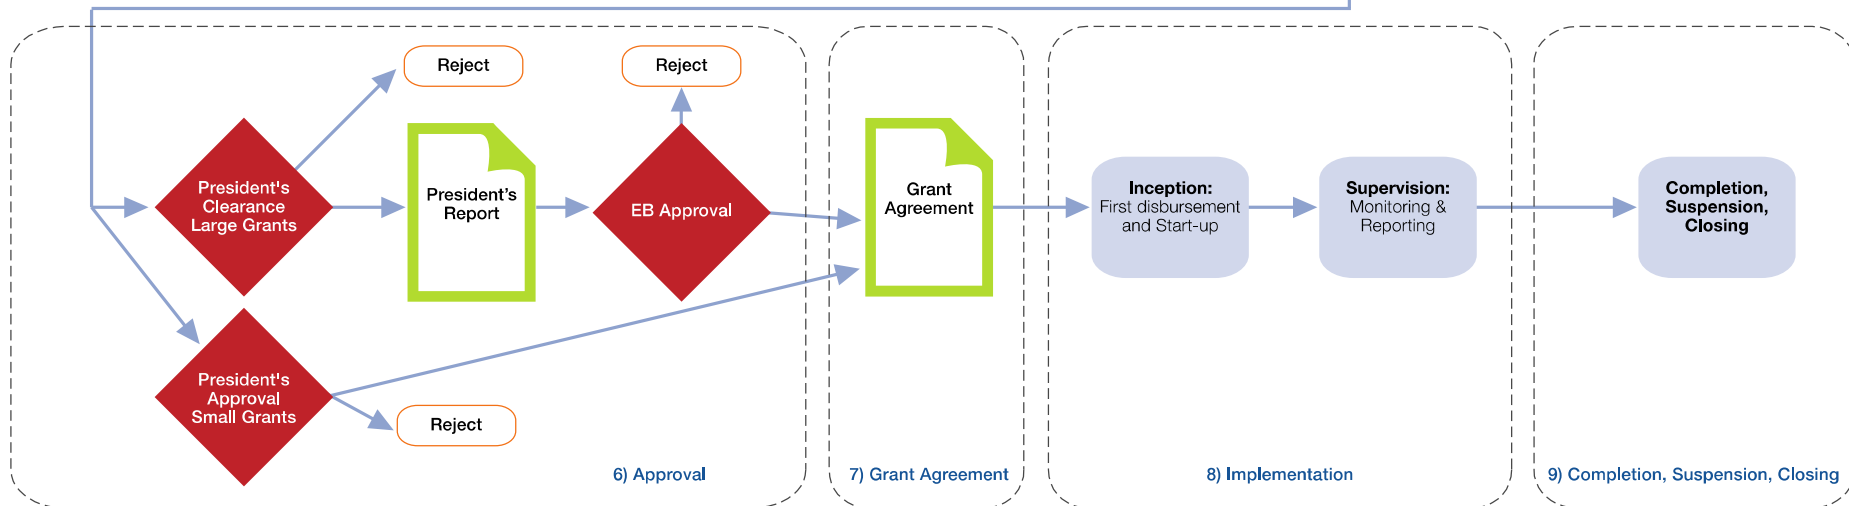 Reject
Reject
President's
Clearance
Large Grants
President's
Report
EB Approval
Grant
Agreement
Inception:
First disbursement
and Start-up
Supervision:
Monitoring &
Reporting
Completion,
Suspension,
Closing
President's
Approval
Small Grants
Reject
6) Approval
7) Grant Agreement
8) Implementation
9) Completion, Suspension, Closing